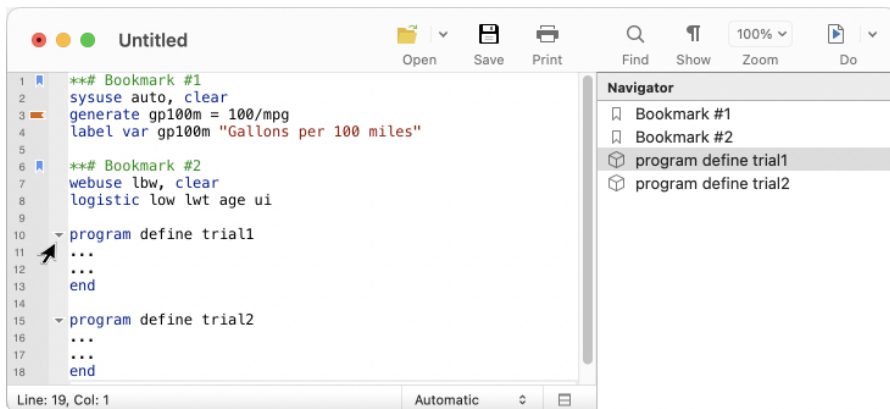 Untitled
Open Save Print Find Show 100% Zoom Do
1 **# Bookmark #1
2 sysuse auto, clear
3 generate gp100m = 100/mpg
4 label var gp100m "Gallons per 100 miles"
5
6 **# Bookmark #2
7 webuse lbw, clear
8 logistic low lwt age ui
9
10 program define trial1
11 ...
12 ...
13 end
14
15 program define trial2
16 ...
17 ...
18 end
Line: 19, Col: 1 Automatic
Navigator
Bookmark #1
Bookmark #2
program define trial1
program define trial2